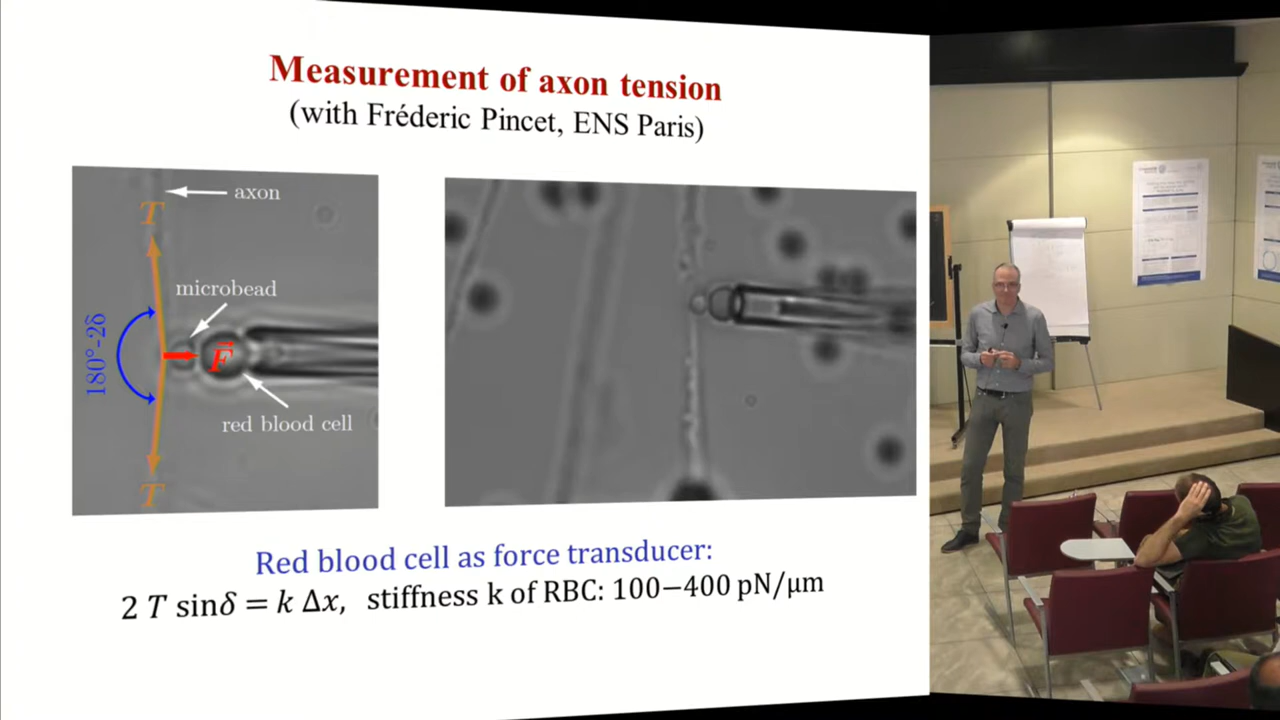 Measurement of axon tension
(with Fréderic Pincet, ENS Paris)
axon
T
microbead
180°-2δ
F
red blood cell
T
Red blood cell as force transducer:
2 T sinδ = k Δx, stiffness k of RBC: 100−400 pN/μm